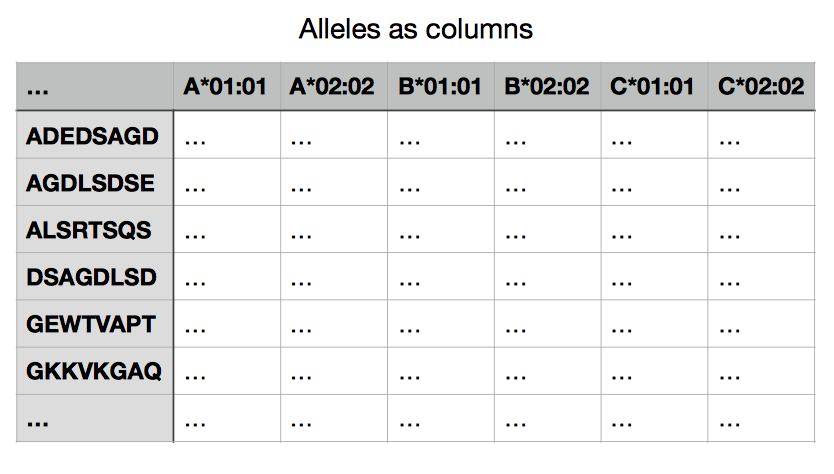 Alleles as columns
... A*01:01 A*02:02 B*01:01 B*02:02 C*01:01 C*02:02
ADEDSAGD ... ... ... ... ... ...
AGDLSDSE ... ... ... ... ... ...
ALSRTSQS ... ... ... ... ... ...
DSAGDLSD ... ... ... ... ... ...
GEWTVAPT ... ... ... ... ... ...
GKKVKGAQ ... ... ... ... ... ...
... ... ... ... ... ... ...